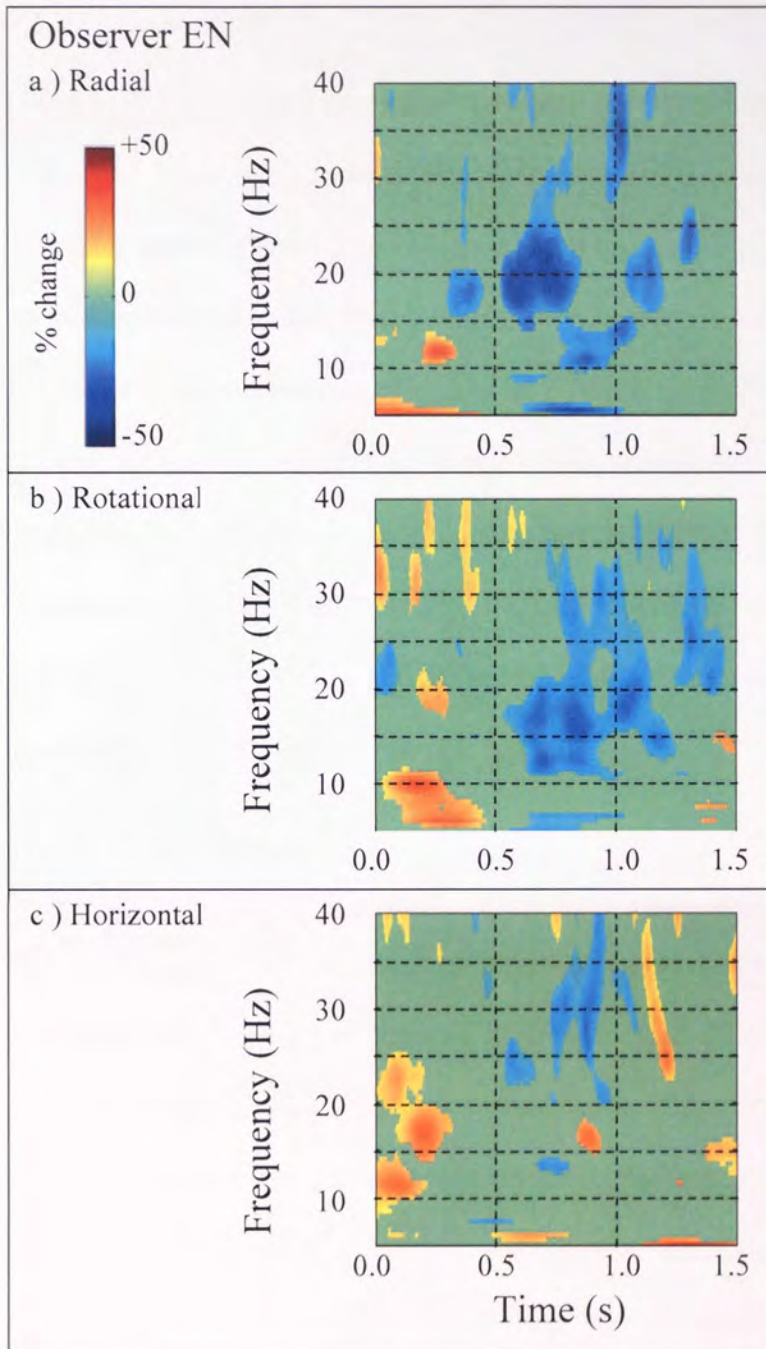 Observer EN
a ) Radial
+50
0
-50
% change
Frequency (Hz)
40
30
20
10
0.0 0.5 1.0 1.5
b ) Rotational
Frequency (Hz)
40
30
20
10
0.0 0.5 1.0 1.5
c ) Horizontal
Frequency (Hz)
40
30
20
10
0.0 0.5 1.0 1.5
Time (s)